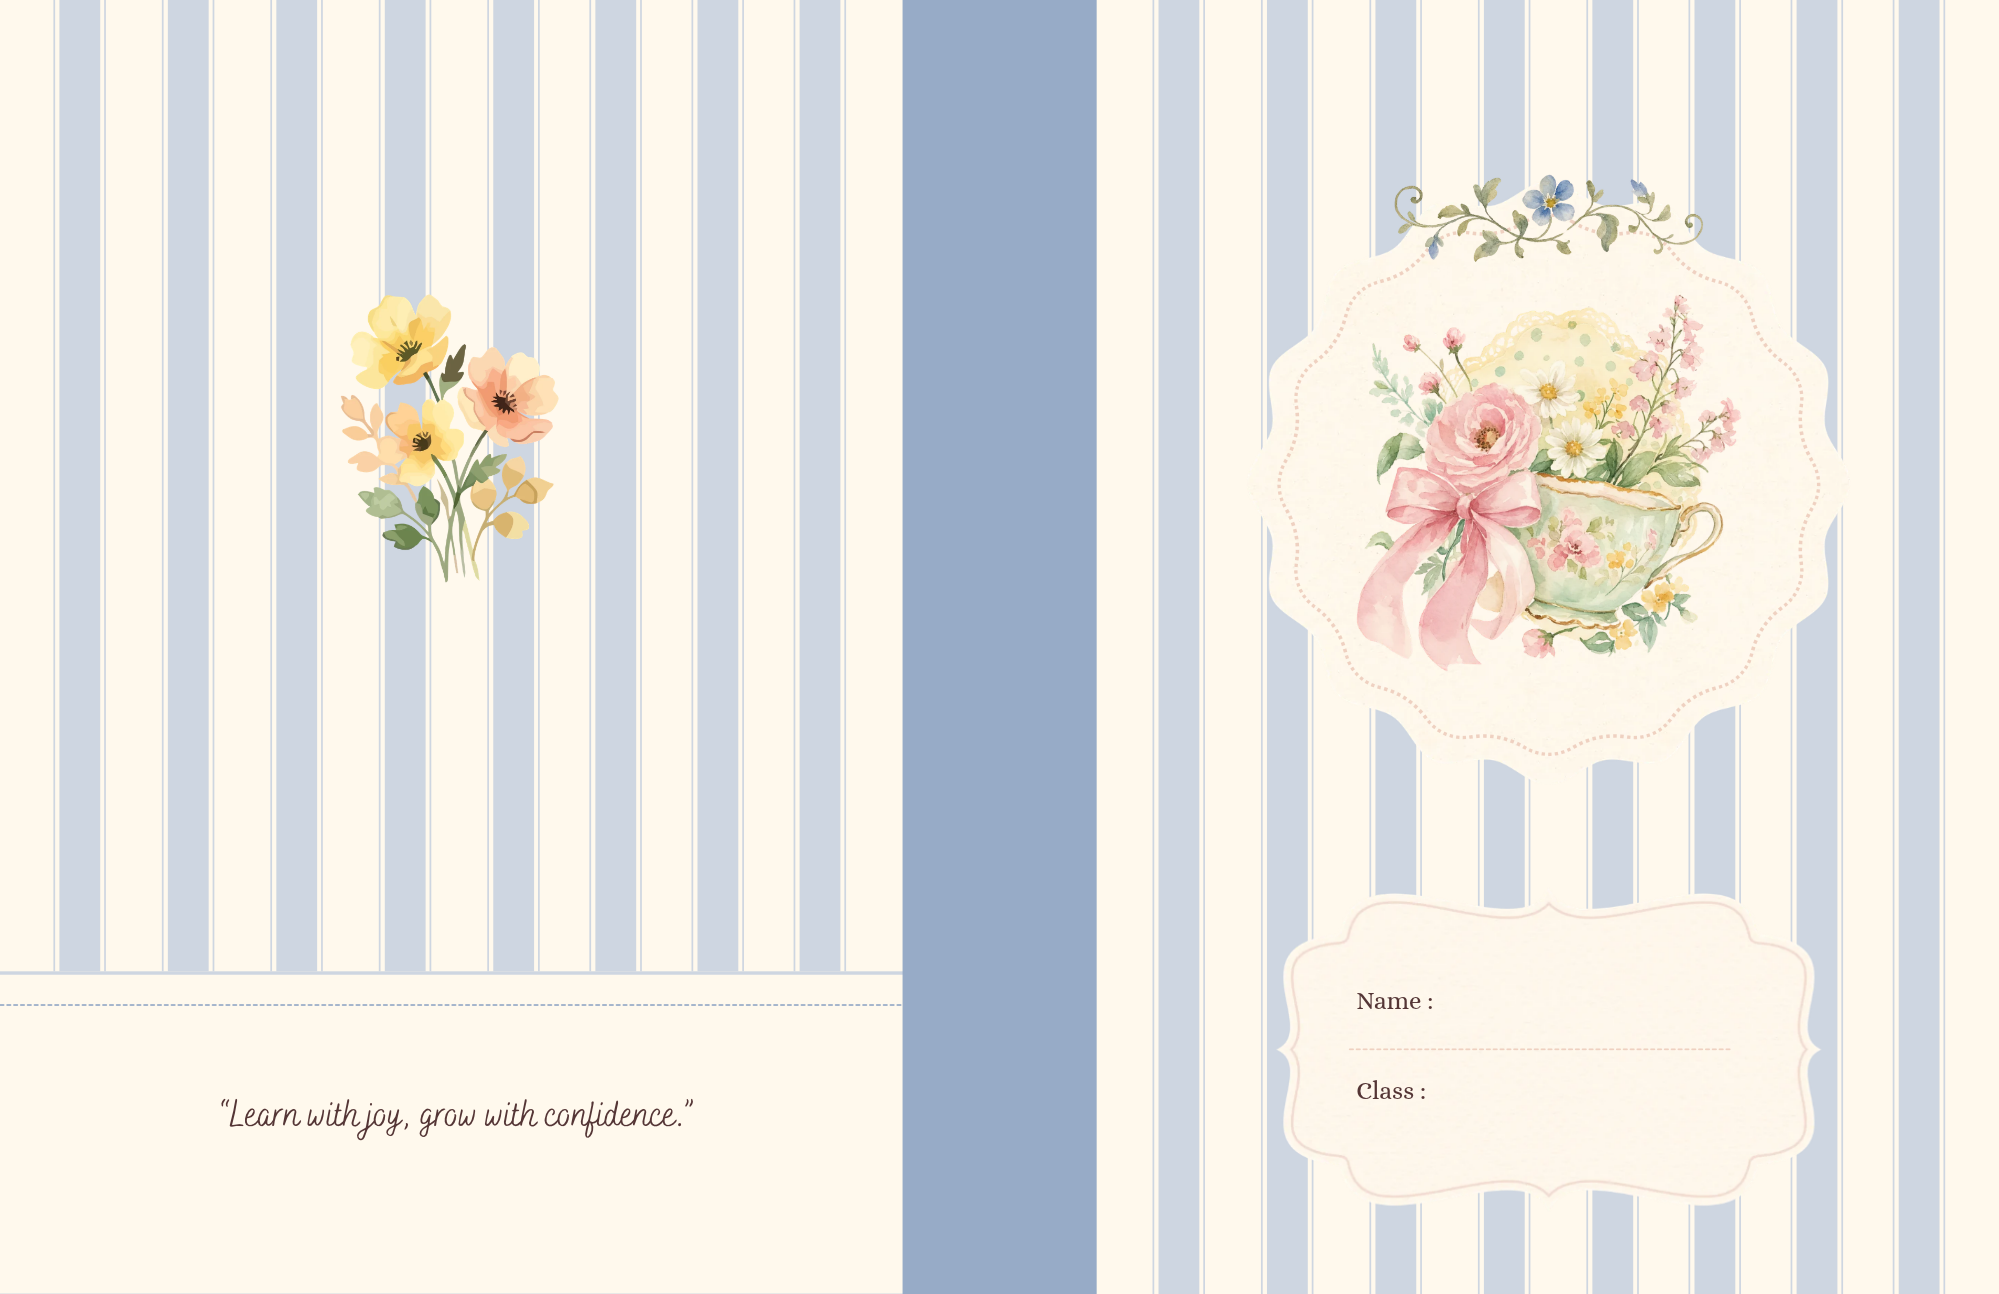 “Learn with joy, grow with confidence.”
Name :
Class :